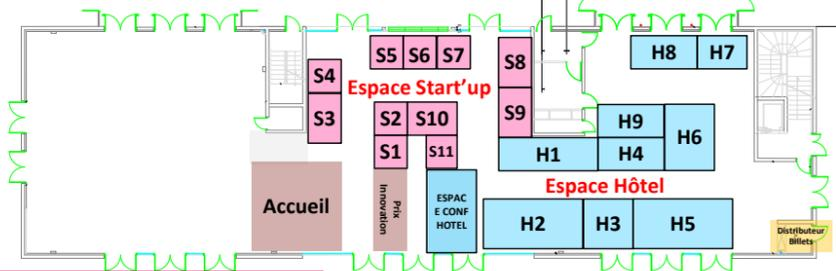 S5 S6 S7
S8
H8 H7
S4
Espace Start'up
S3
S9
S2 S10
H9
H6
S1
S11
H1
H4
Espace Hôtel
Accueil
Prix
Innovation
ESPAC
E CONF
HOTEL
H2
H3
H5
Distributeur
Billets